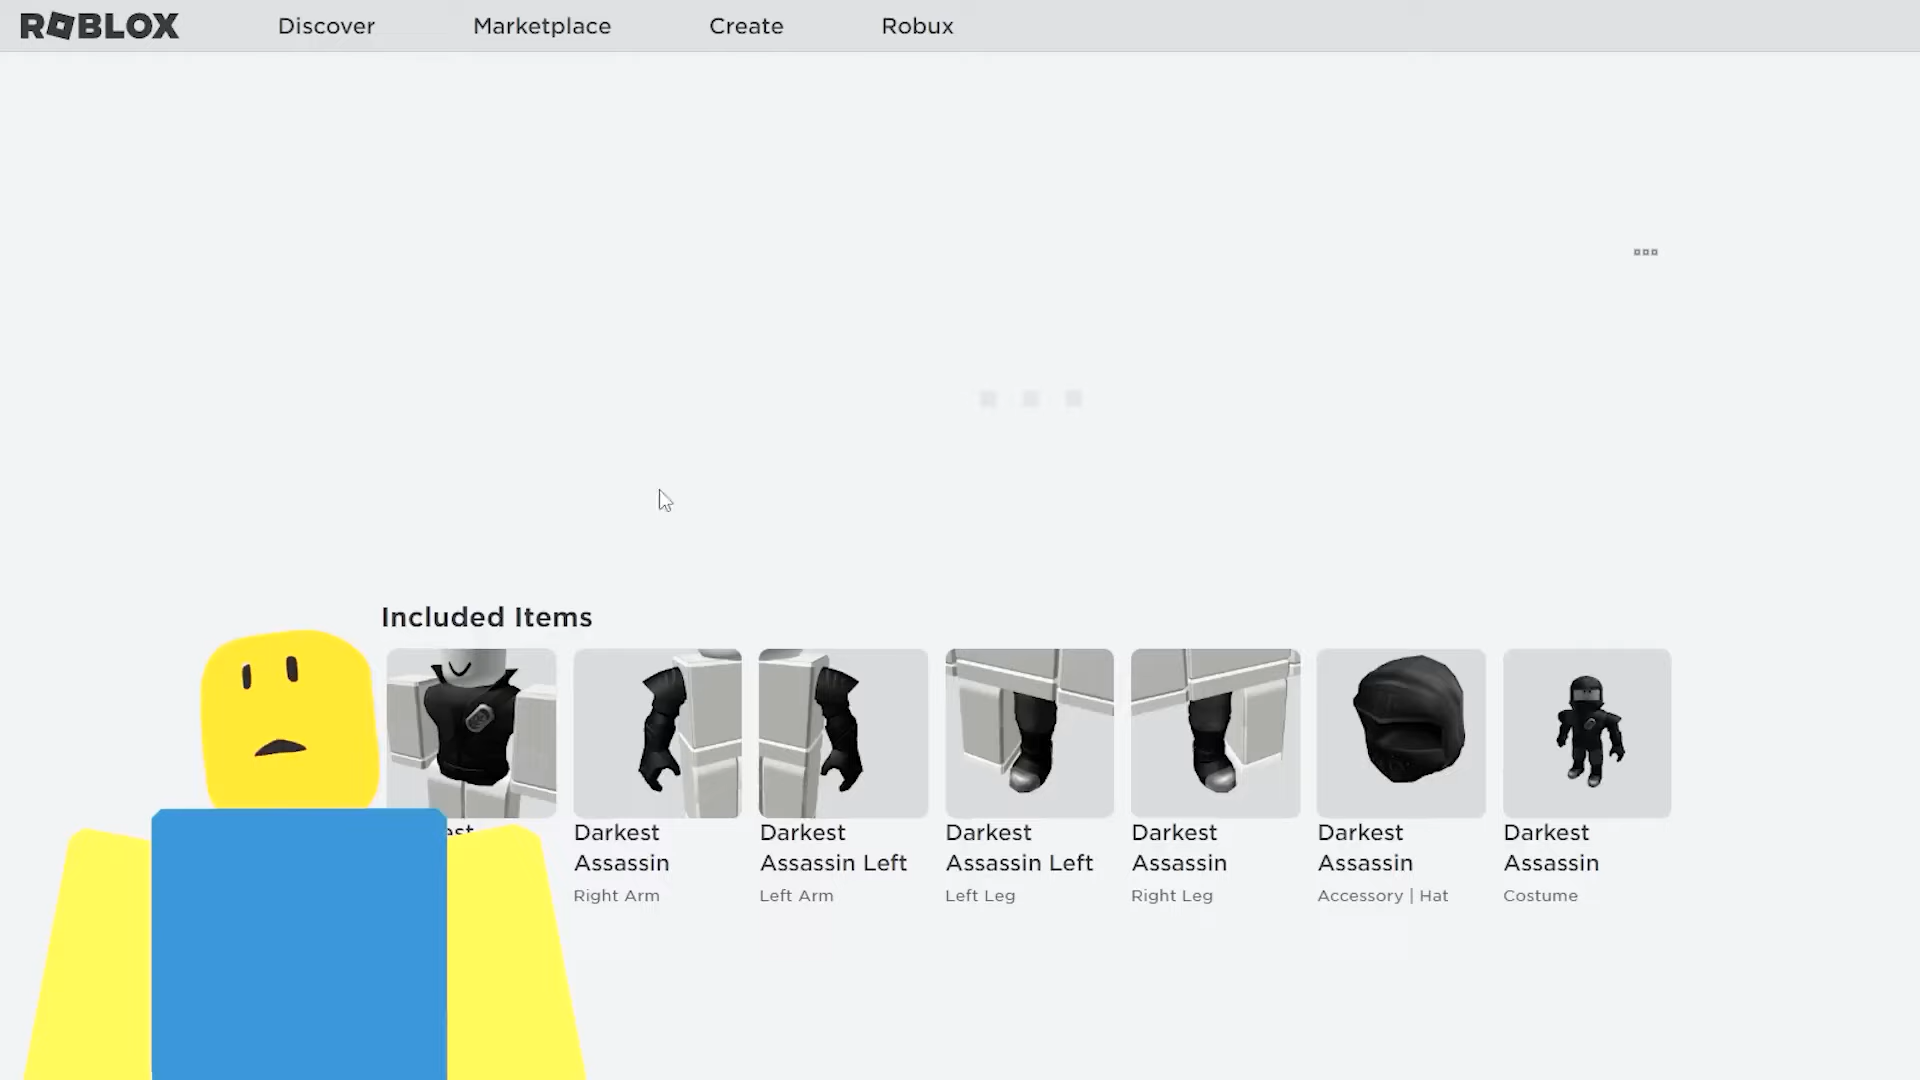 ROBLOX Discover Marketplace Create Robux
Included Items
Darkest
Assassin
Right Arm
Darkest
Assassin Left
Left Arm
Darkest
Assassin Left
Left Leg
Darkest
Assassin
Right Leg
Darkest
Assassin
Accessory | Hat
Darkest
Assassin
Costume